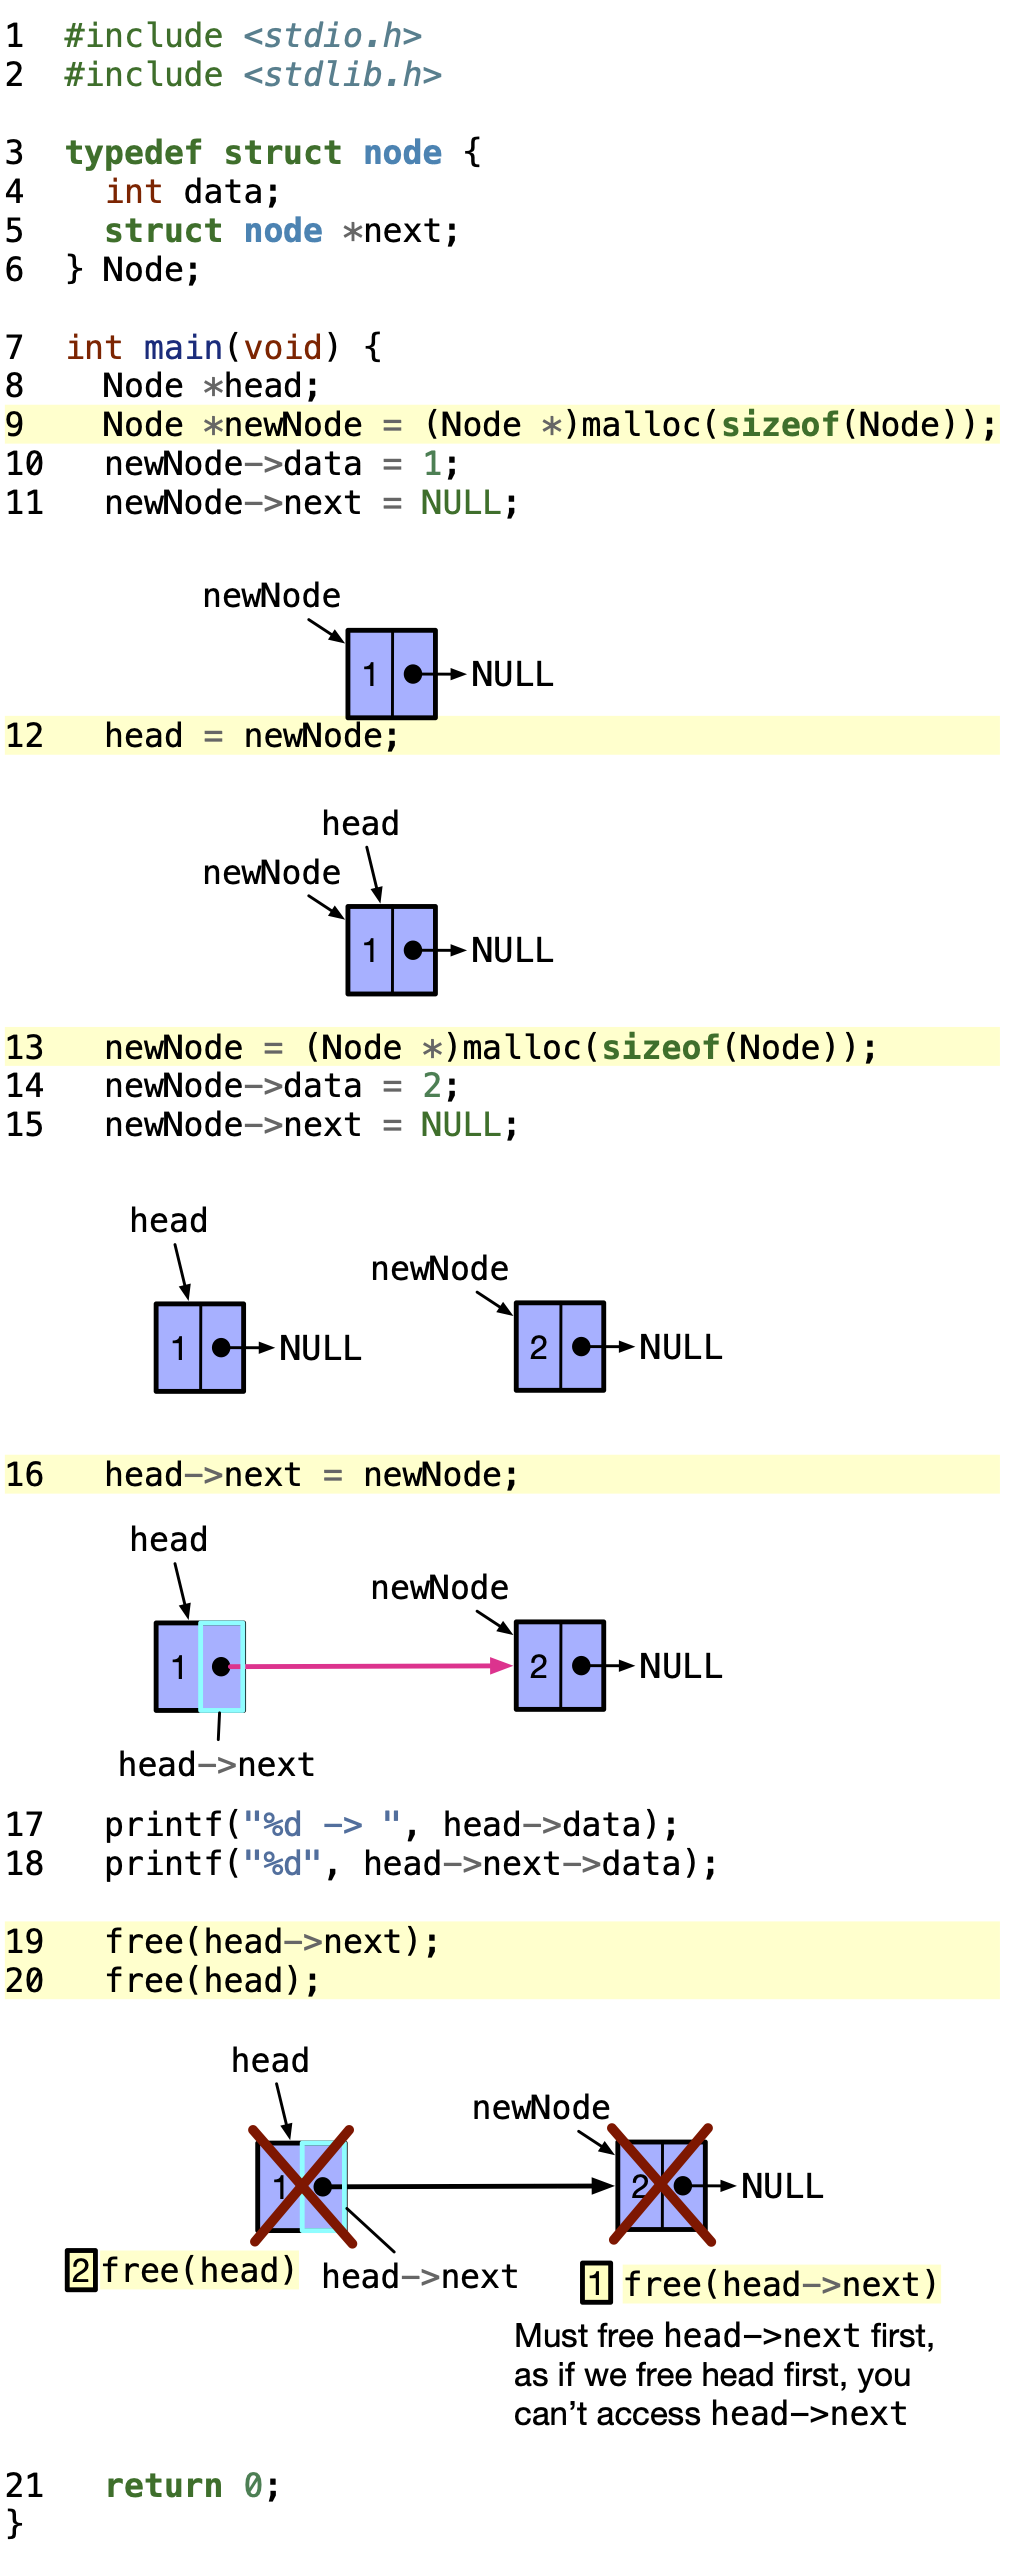 1  #include <stdio.h>
2  #include <stdlib.h>
3  typedef struct node {
4    int data;
5    struct node *next;
6  } Node;
7  int main(void) {
8    Node *head;
9    Node *newNode = (Node *)malloc(sizeof(Node));
10   newNode->data = 1;
11   newNode->next = NULL;
newNode
1 NULL
12   head = newNode;
head
newNode
1 NULL
13   newNode = (Node *)malloc(sizeof(Node));
14   newNode->data = 2;
15   newNode->next = NULL;
head
newNode
1 NULL 2 NULL
16   head->next = newNode;
head
newNode
1 2 NULL
head->next
17   printf("%d -> ", head->data);
18   printf("%d", head->next->data);
19   free(head->next);
20   free(head);
head
newNode
1 2 NULL
2 free(head) head->next 1 free(head->next)
Must free head->next first,
as if we free head first, you
can't access head->next
21   return 0;
}